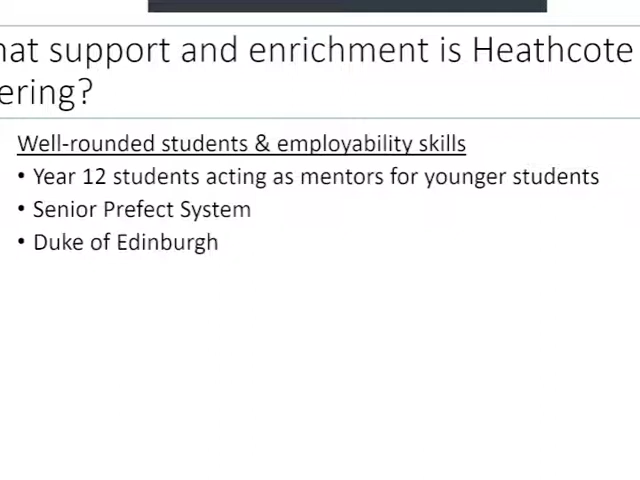 hat support and enrichment is Heathcote
ering?
Well-rounded students & employability skills
• Year 12 students acting as mentors for younger students
• Senior Prefect System
• Duke of Edinburgh